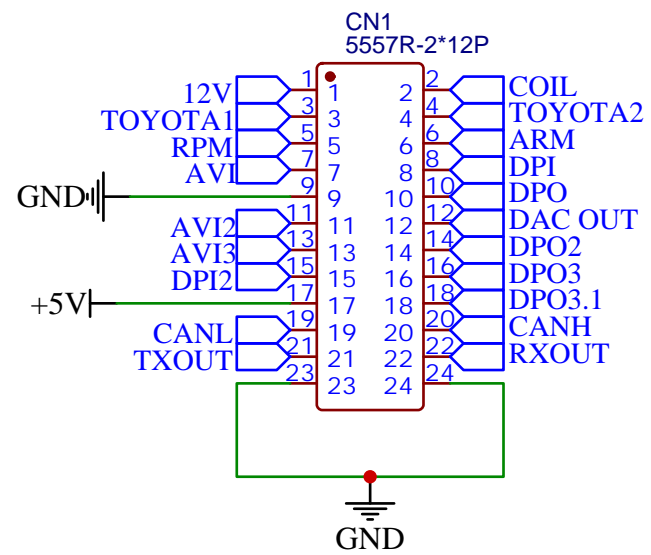 CN1
5557R-2*12P
12V 1 1 2 2 COIL
TOYOTA1 3 3 4 4 TOYOTA2
RPM 5 5 6 6 ARM
AVI 7 7 8 8 DPI
GND 9 9 10 10 DPO
AVI2 11 11 12 12 DAC OUT
AVI3 13 13 14 14 DPO2
DPI2 15 15 16 16 DPO3
+5V 17 17 18 18 DPO3.1
CANL 19 19 20 20 CANH
TXOUT 21 21 22 22 RXOUT
23 23 24 24
GND